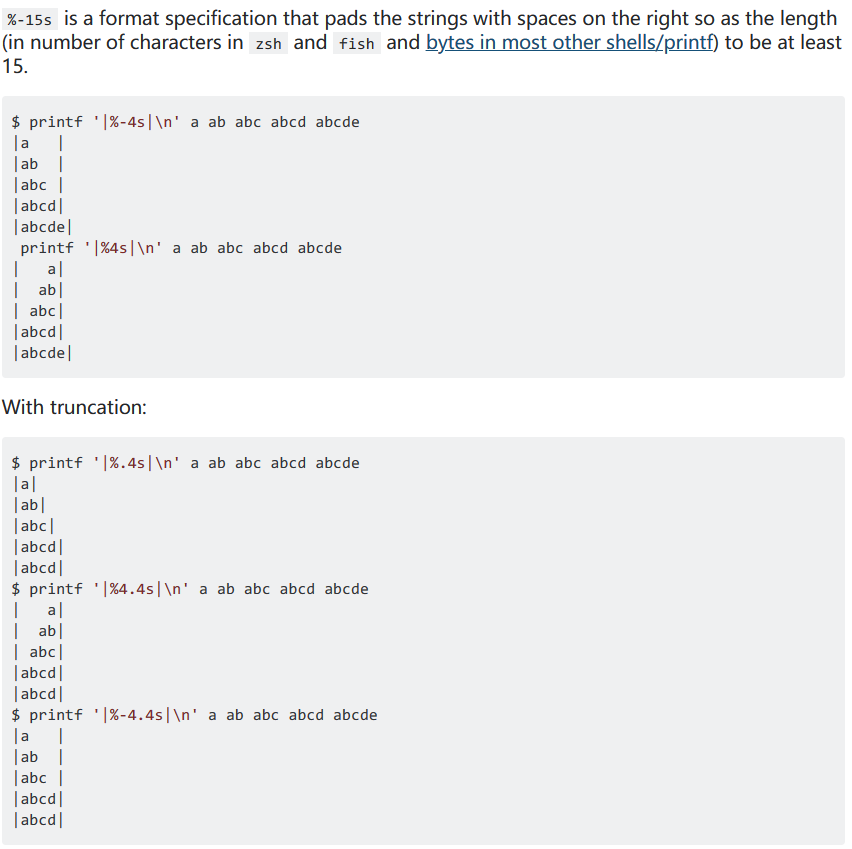 %-15s is a format specification that pads the strings with spaces on the right so as the length
(in number of characters in zsh and fish and bytes in most other shells/printf) to be at least
15.
$ printf '|%-4s|\n' a ab abc abcd abcde
|a   |
|ab  |
|abc |
|abcd|
|abcde|
 printf '|%4s|\n' a ab abc abcd abcde
|   a|
|  ab|
| abc|
|abcd|
|abcde|
With truncation:
$ printf '|%.4s|\n' a ab abc abcd abcde
|a|
|ab|
|abc|
|abcd|
|abcd|
$ printf '|%4.4s|\n' a ab abc abcd abcde
|   a|
|  ab|
| abc|
|abcd|
|abcd|
$ printf '|%-4.4s|\n' a ab abc abcd abcde
|a   |
|ab  |
|abc |
|abcd|
|abcd|